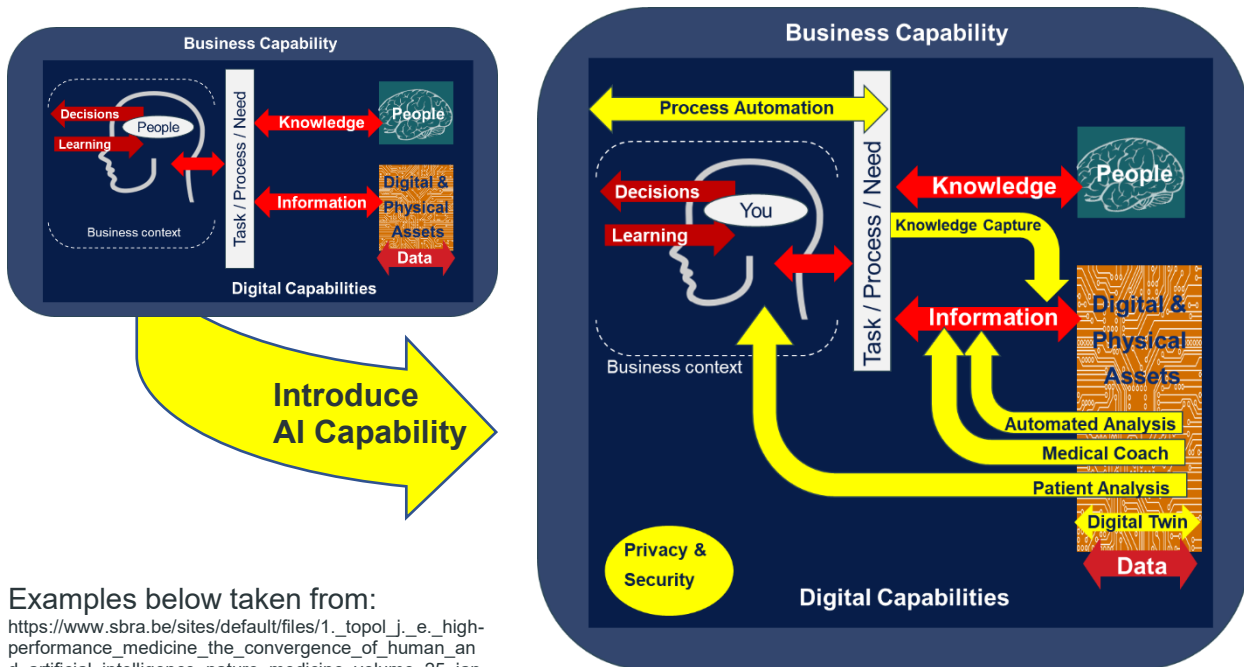 Business Capability
Decisions
People
Learning
Business context
Task / Process / Need
Knowledge
People
Information
Digital &
Physical
Assets
Data
Digital Capabilities
Introduce
AI Capability
Examples below taken from:
https://www.sbra.be/sites/default/files/1._topol_j._e._high-
performance_medicine_the_convergence_of_human_an
d_artificial_intelligence_nature_medicine_volume_25_jan
Business Capability
Process Automation
Decisions
You
Learning
Business context
Task / Process / Need
Knowledge
People
Knowledge Capture
Information
Digital &
Physical
Assets
Automated Analysis
Medical Coach
Patient Analysis
Digital Twin
Data
Privacy &
Security
Digital Capabilities